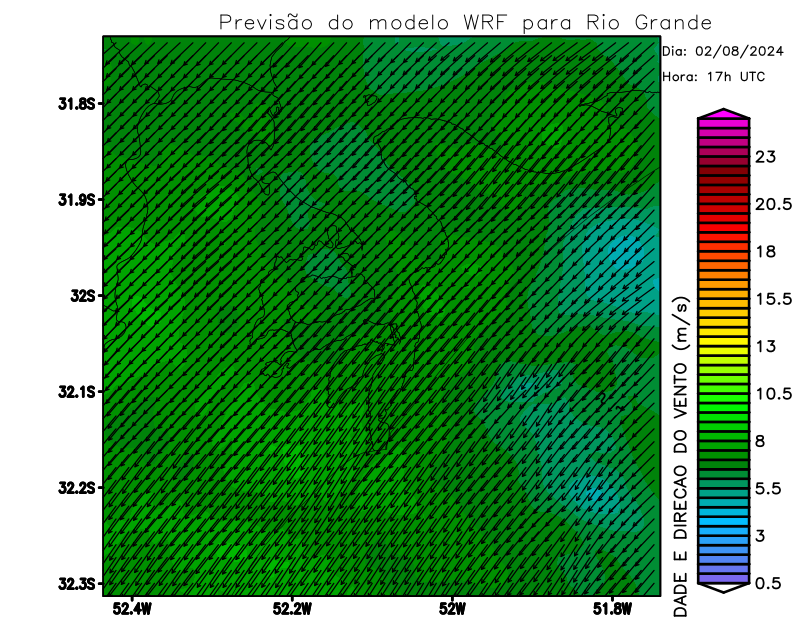 Previsão do modelo WRF para Rio Grande
Dia: 02/08/2024
Hora: 17h UTC
31.8S
31.9S
32S
32.1S
32.2S
32.3S
52.4W
52.2W
52W
51.8W
DADE E DIRECAO DO VENTO (m/s)
23
20.5
18
15.5
13
10.5
8
5.5
3
0.5